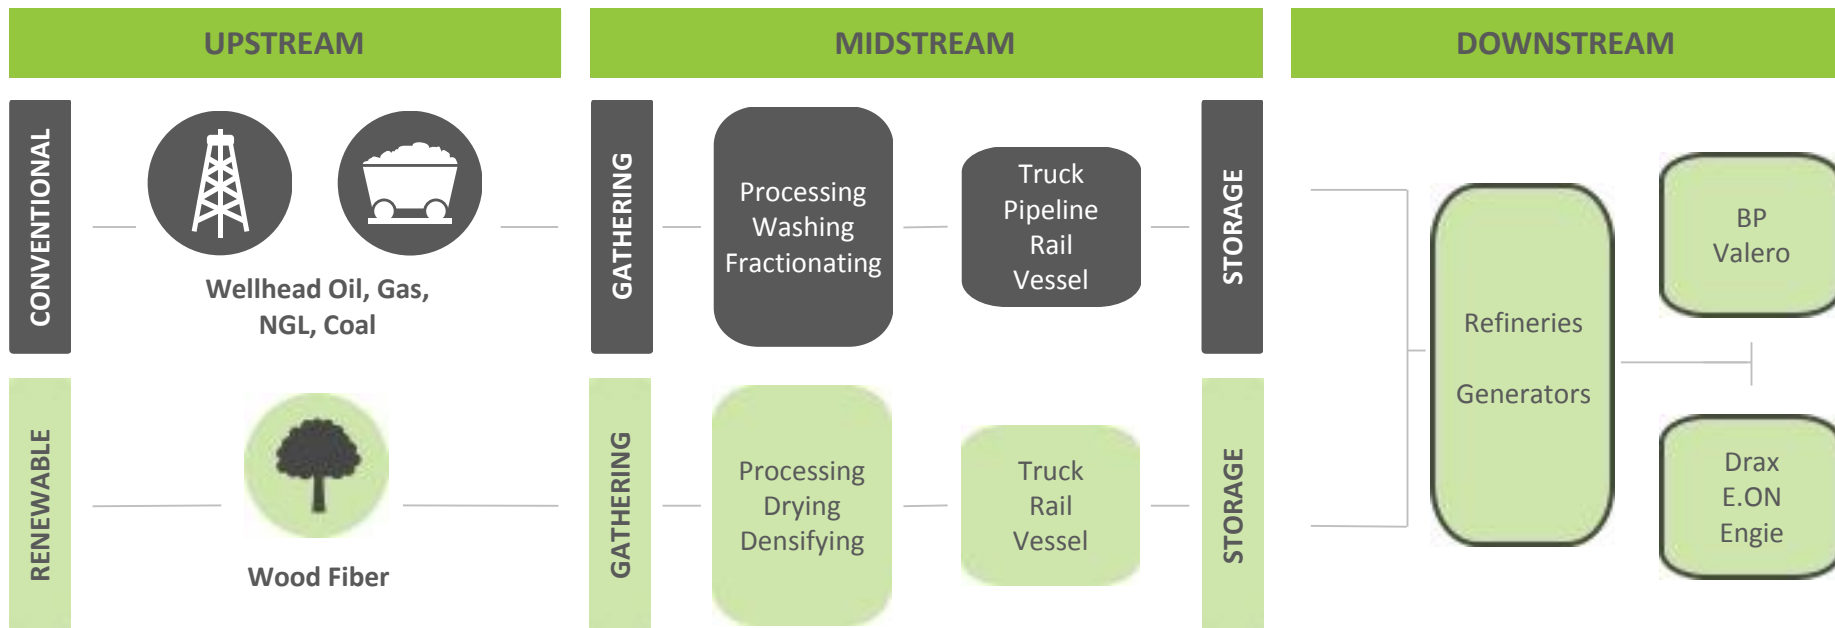 UPSTREAM
MIDSTREAM
DOWNSTREAM
CONVENTIONAL
Wellhead Oil, Gas,
NGL, Coal
GATHERING
Processing
Washing
Fractionating
Truck
Pipeline
Rail
Vessel
STORAGE
RENEWABLE
Wood Fiber
GATHERING
Processing
Drying
Densifying
Truck
Rail
Vessel
STORAGE
Refineries
Generators
BP
Valero
Drax
E.ON
Engie